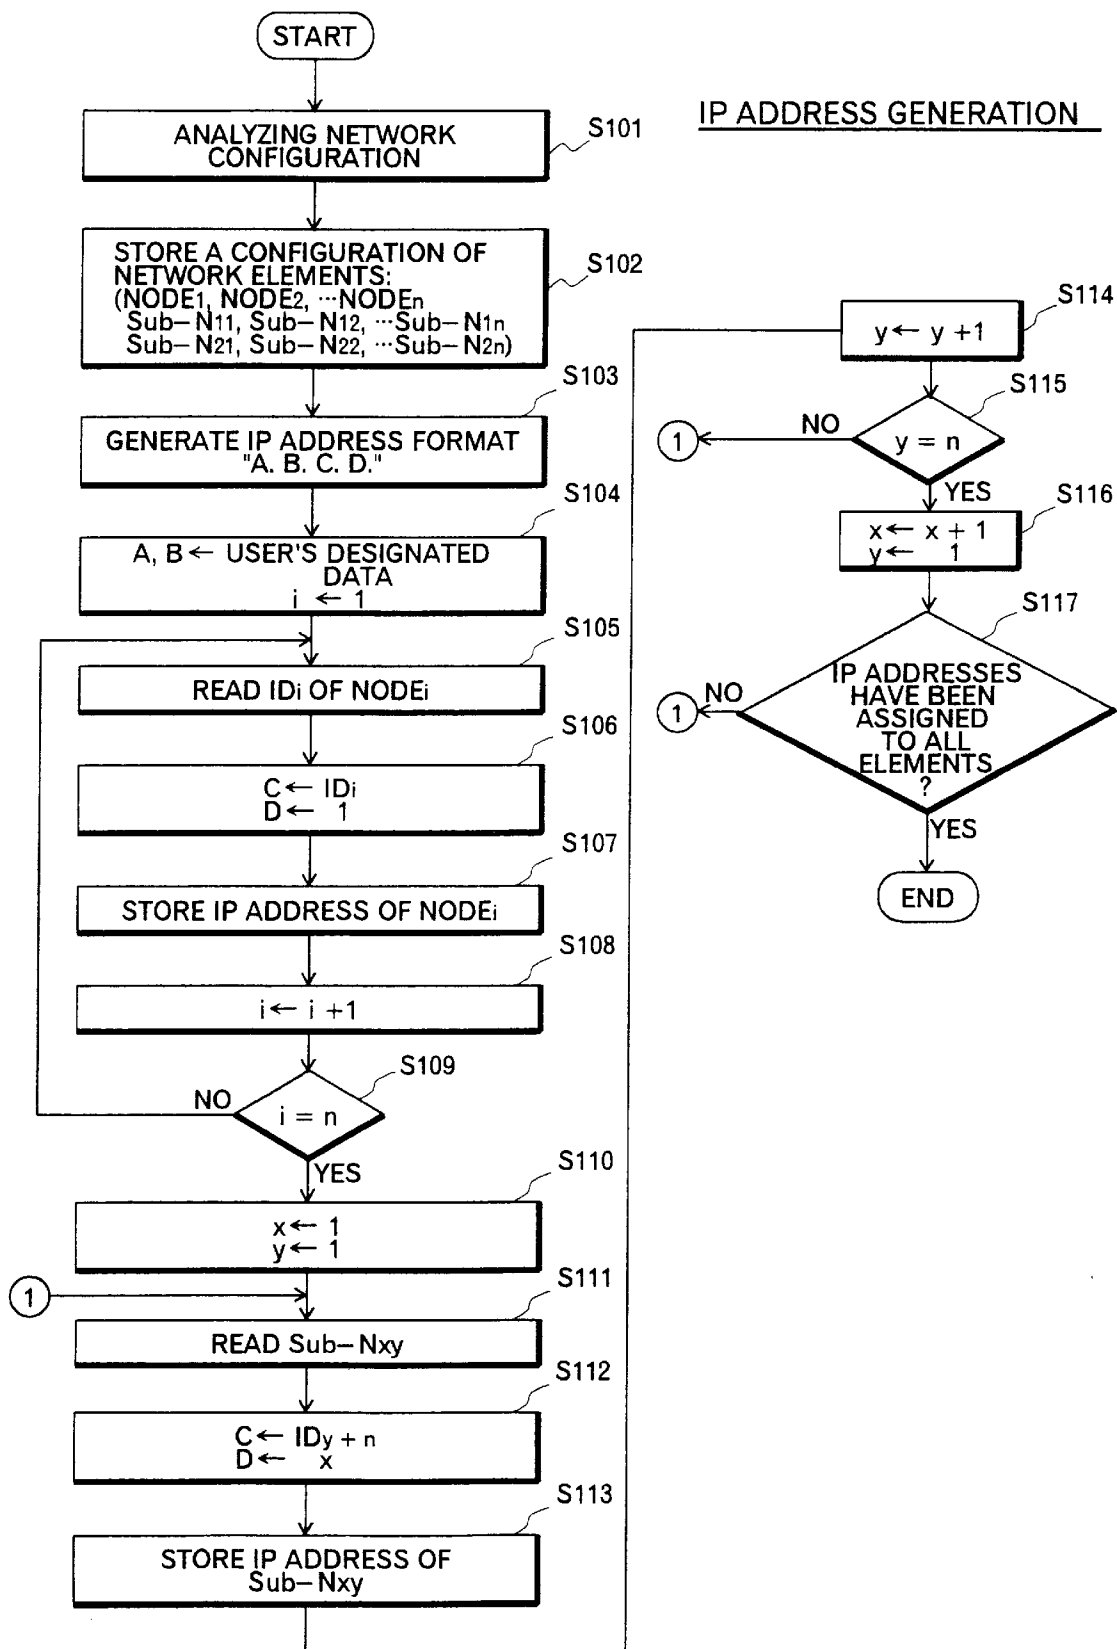 START
IP ADDRESS GENERATION
ANALYZING NETWORK
CONFIGURATION
S101
STORE A CONFIGURATION OF
NETWORK ELEMENTS:
(NODE1, NODE2, ···NODEn
Sub-N11, Sub-N12, ···Sub-N1n
Sub-N21, Sub-N22, ···Sub-N2n)
S102
S103
GENERATE IP ADDRESS FORMAT
"A. B. C. D."
S104
A, B ← USER'S DESIGNATED
DATA
i ← 1
S105
READ IDi OF NODEi
S106
C ← IDi
D ← 1
S107
STORE IP ADDRESS OF NODEi
S108
i ← i +1
S109
NO
i = n
YES
S110
x ← 1
y ← 1
1
S111
READ Sub-Nxy
S112
C ← IDy + n
D ← x
S113
STORE IP ADDRESS OF
Sub-Nxy
S114
y ← y +1
S115
1
NO
y = n
YES
S116
x ← x + 1
y ← 1
S117
1
NO
IP ADDRESSES
HAVE BEEN
ASSIGNED
TO ALL
ELEMENTS
?
YES
END